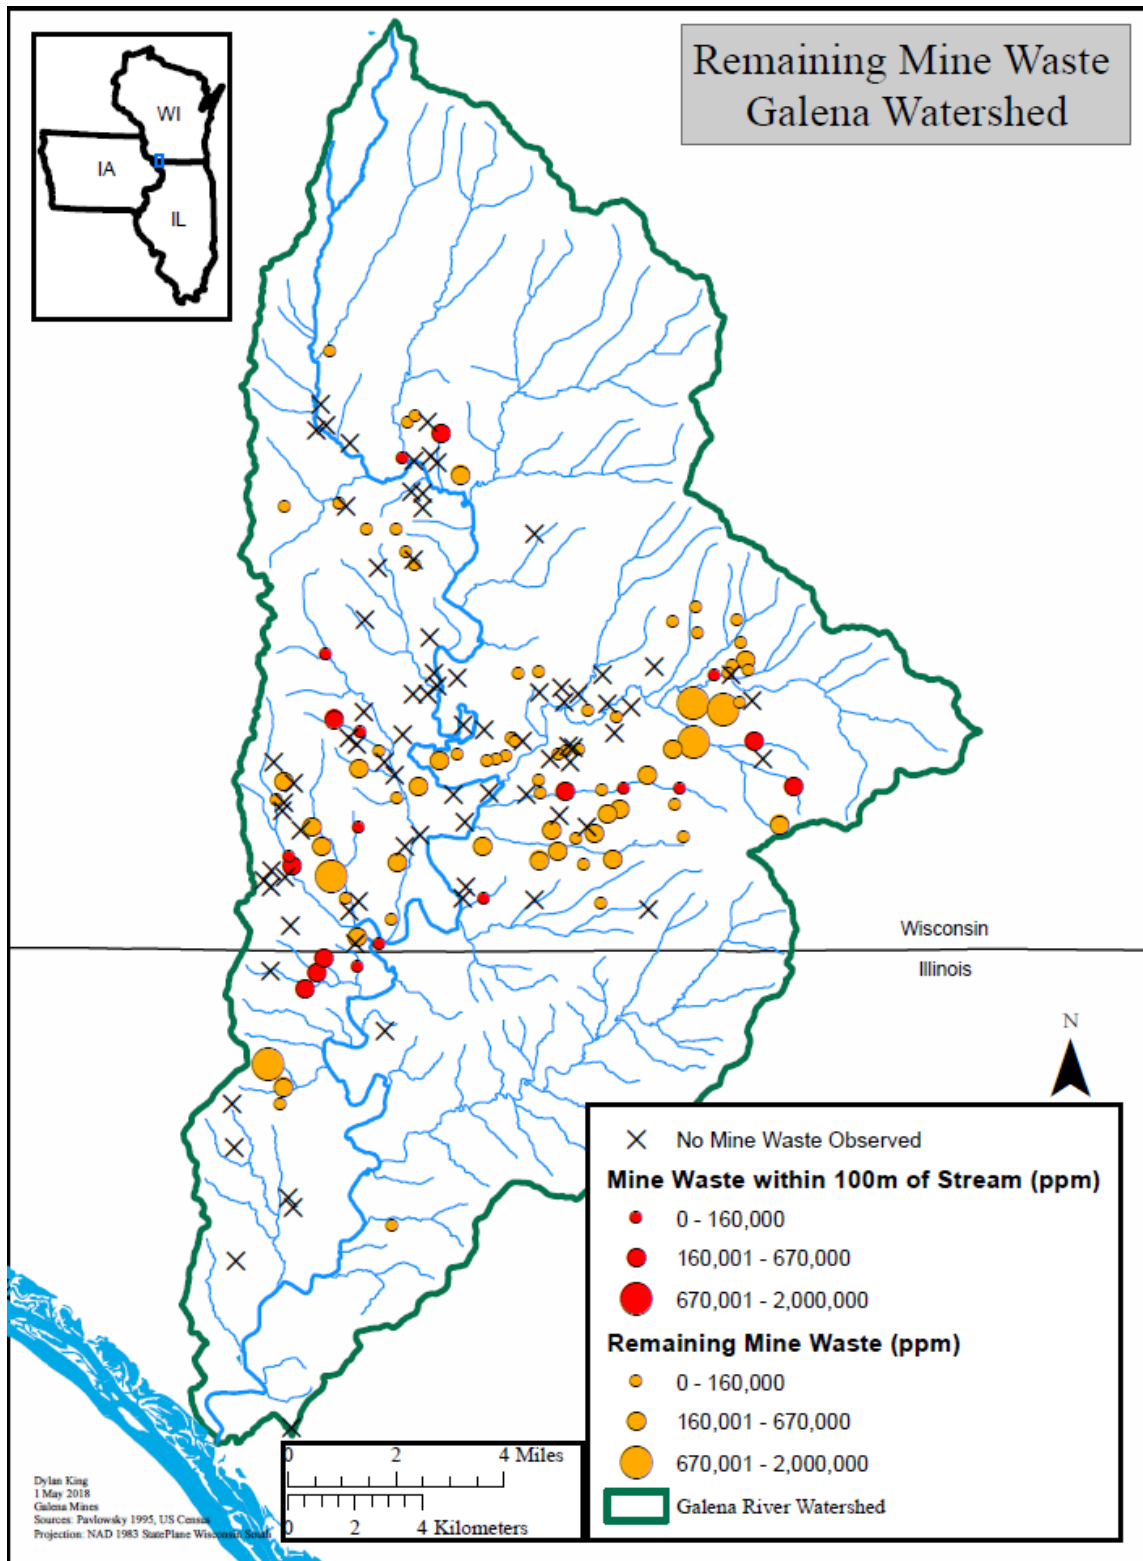 Remaining Mine Waste
Galena Watershed
WI
IA
IL
Wisconsin
Illinois
N
No Mine Waste Observed
Mine Waste within 100m of Stream (ppm)
0 - 160,000
160,001 - 670,000
670,001 - 2,000,000
Remaining Mine Waste (ppm)
0 - 160,000
160,001 - 670,000
670,001 - 2,000,000
Galena River Watershed
0 2 4 Miles
0 2 4 Kilometers
Dylan King
1 May 2018
Galena Mines
Sources: Pavlowsky 1995, US Census
Projection: NAD 1983 StatePlane Wisconsin South